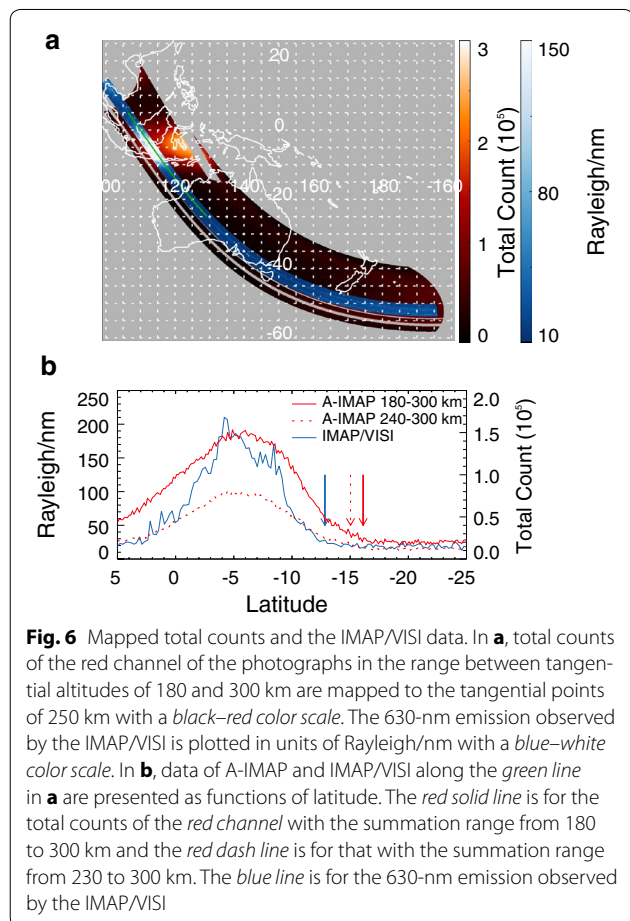 a
20
0
00
120
140
160
180
-160
-20
-40
-60
3
2
1
0
Total Count (10⁵)
150
80
10
Rayleigh/nm
b
250
200
150
100
50
0
Rayleigh/nm
A-IMAP 180-300 km
A-IMAP 240-300 km
IMAP/VISI
2.0
1.5
1.0
0.5
0.0
Total Count (10⁵)
5
0
-5
-10
-15
-20
-25
Latitude
Fig. 6 Mapped total counts and the IMAP/VISI data. In a, total counts
of the red channel of the photographs in the range between tangen-
tial altitudes of 180 and 300 km are mapped to the tangential points
of 250 km with a black–red color scale. The 630-nm emission observed
by the IMAP/VISI is plotted in units of Rayleigh/nm with a blue–white
color scale. In b, data of A-IMAP and IMAP/VISI along the green line
in a are presented as functions of latitude. The red solid line is for the
total counts of the red channel with the summation range from 180
to 300 km and the red dash line is for that with the summation range
from 230 to 300 km. The blue line is for the 630-nm emission observed
by the IMAP/VISI